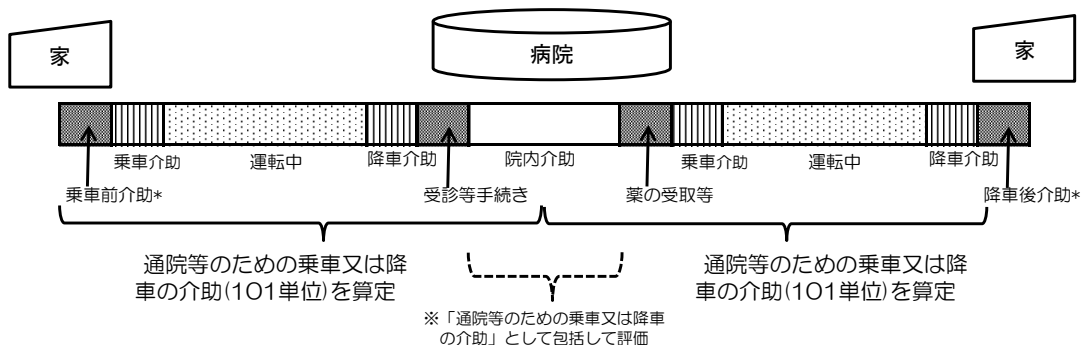 家
病院
家
乗車介助
運転中
降車介助
院内介助
乗車介助
運転中
降車介助
乗車前介助*
受診等手続き
薬の受取等
降車後介助*
通院等のための乗車又は降
車の介助(101単位)を算定
通院等のための乗車又は降
車の介助(101単位)を算定
※「通院等のための乗車又は降車
の介助」として包括して評価